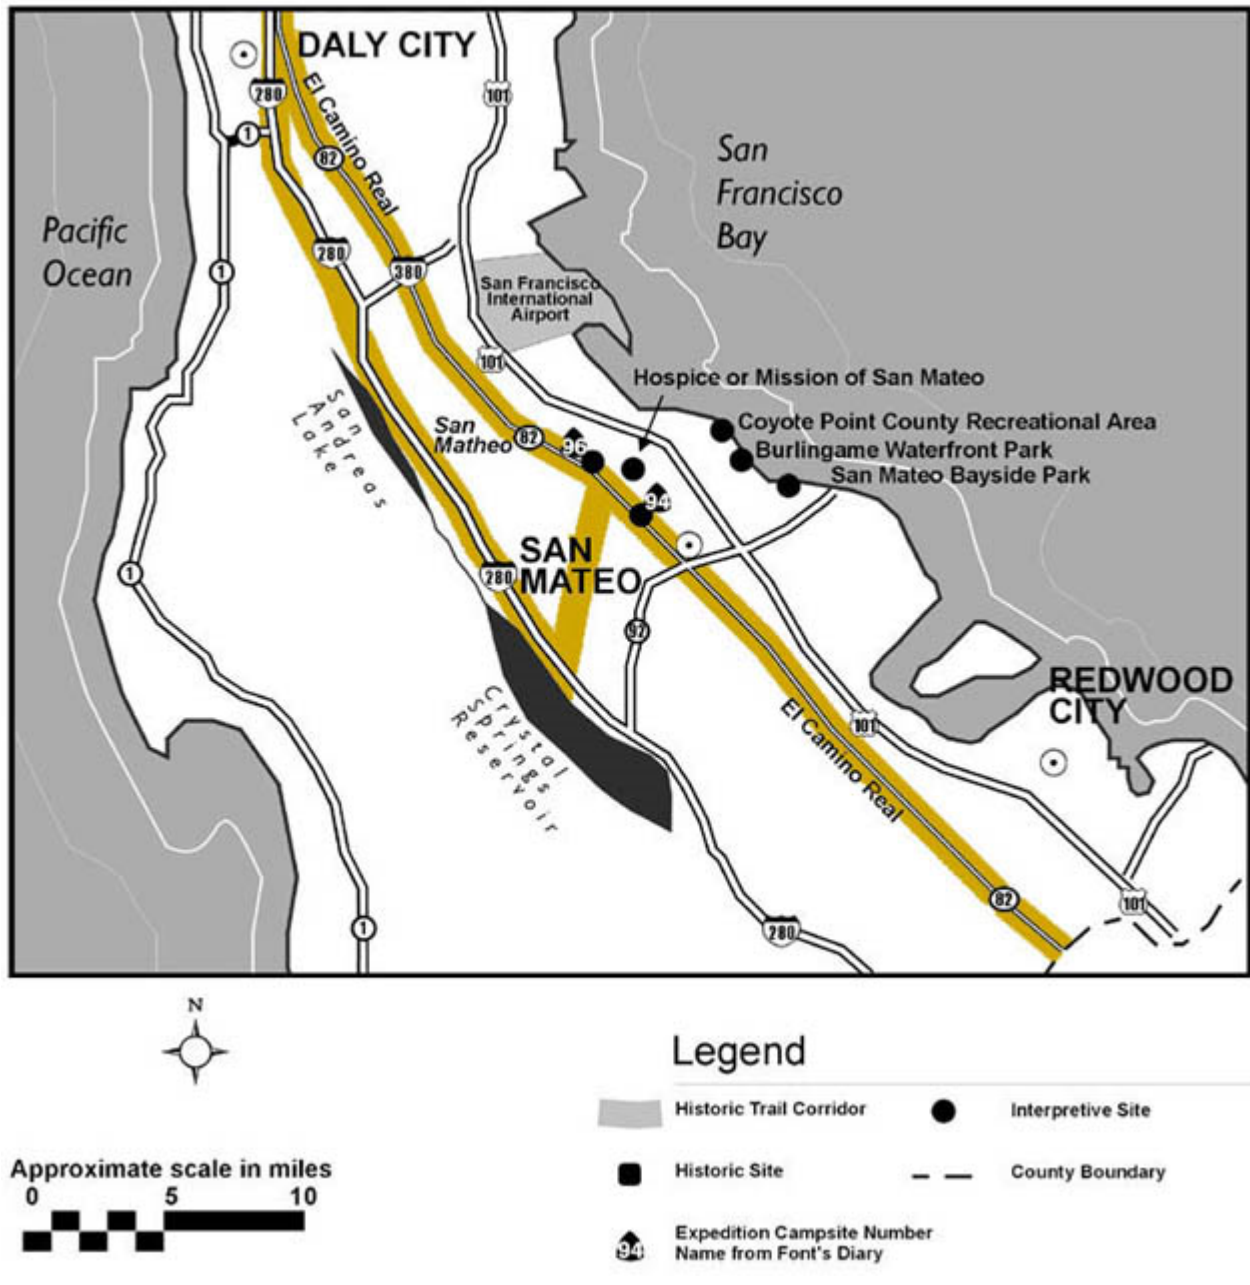 DALY CITY
280
101
El Camino Real
1
82
San
Francisco
Bay
Pacific
Ocean
280
1
380
San Francisco
International
Airport
101
Hospice or Mission of San Mateo
San
Andreas
Lake
San
Matheo
82
96
Coyote Point County Recreational Area
Burlingame Waterfront Park
San Mateo Bayside Park
94
SAN
MATEO
280
1
92
REDWOOD
CITY
Crystal
Springs
Reservoir
101
El Camino Real
82
101
1
280
N
Legend
Historic Trail Corridor
Interpretive Site
Approximate scale in miles
0 5 10
Historic Site
County Boundary
94
Expedition Campsite Number
Name from Font's Diary